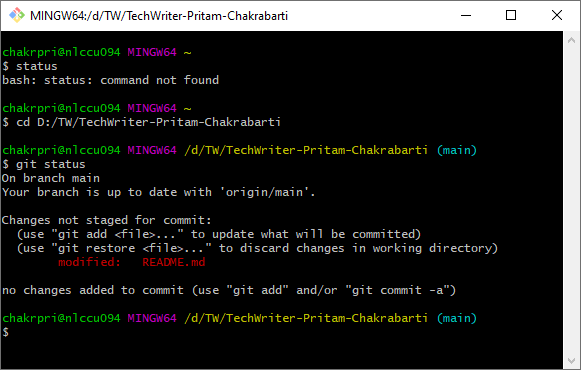 MINGW64:/d/TW/TechWriter-Pritam-Chakrabarti
chakrpri@nlccu094 MINGW64 ~
$ status
bash: status: command not found
chakrpri@nlccu094 MINGW64 ~
$ cd D:/TW/TechWriter-Pritam-Chakrabarti
chakrpri@nlccu094 MINGW64 /d/TW/TechWriter-Pritam-Chakrabarti (main)
$ git status
On branch main
Your branch is up to date with 'origin/main'.
Changes not staged for commit:
  (use "git add <file>..." to update what will be committed)
  (use "git restore <file>..." to discard changes in working directory)
        modified:   README.md
no changes added to commit (use "git add" and/or "git commit -a")
chakrpri@nlccu094 MINGW64 /d/TW/TechWriter-Pritam-Chakrabarti (main)
$